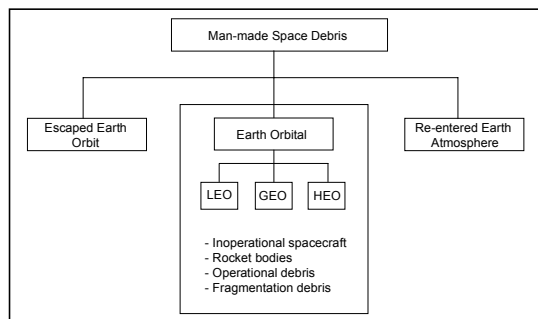 Man-made Space Debris
Escaped Earth
Orbit
Earth Orbital
Re-entered Earth
Atmosphere
LEO
GEO
HEO
- Inoperational spacecraft
- Rocket bodies
- Operational debris
- Fragmentation debris